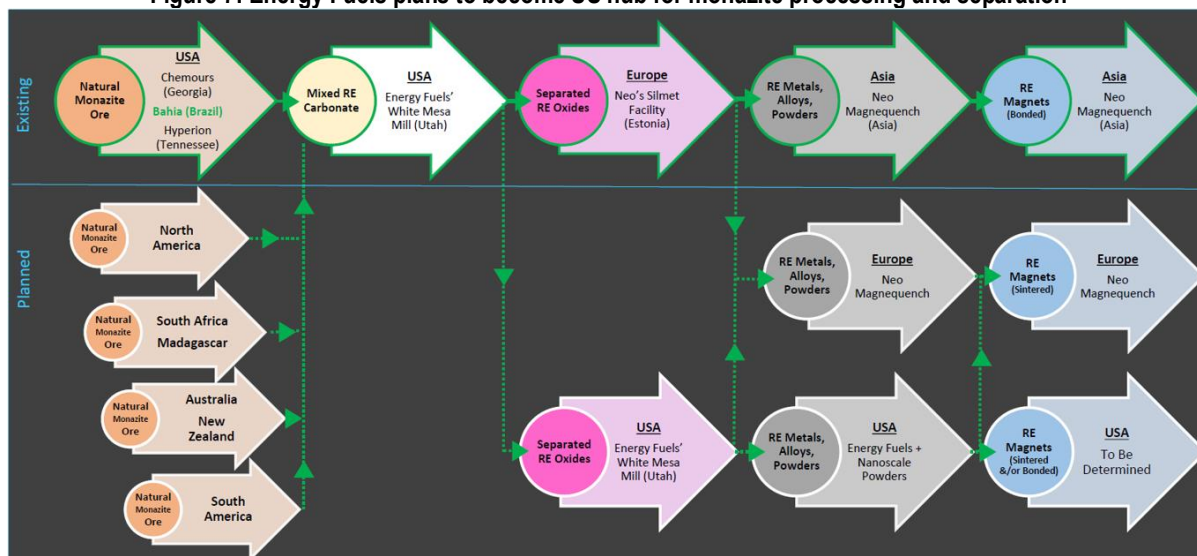 Figure Energy Fuels plans to become US hub for monazite processing and separation
Existing
Natural
Monazite
Ore
USA
Chemours
(Georgia)
Bahia (Brazil)
Hyperion
(Tennessee)
Mixed RE
Carbonate
USA
Energy Fuels'
White Mesa
Mill (Utah)
Separated
RE Oxides
Europe
Neo's Silmet
Facility
(Estonia)
RE Metals,
Alloys,
Powders
Asia
Neo
Magnequench
(Asia)
RE
Magnets
(Bonded)
Asia
Neo
Magnequench
(Asia)
Planned
Natural
Monazite
Ore
North
America
Natural
Monazite
Ore
South Africa
Madagascar
Natural
Monazite
Ore
Australia
New
Zealand
Natural
Monazite
Ore
South
America
RE Metals,
Alloys,
Powders
Europe
Neo
Magnequench
RE
Magnets
(Sintered)
Europe
Neo
Magnequench
Separated
RE Oxides
USA
Energy Fuels'
White Mesa
Mill (Utah)
RE Metals,
Alloys,
Powders
USA
Energy Fuels +
Nanoscale
Powders
RE
Magnets
(Sintered
&/or Bonded)
USA
To Be
Determined